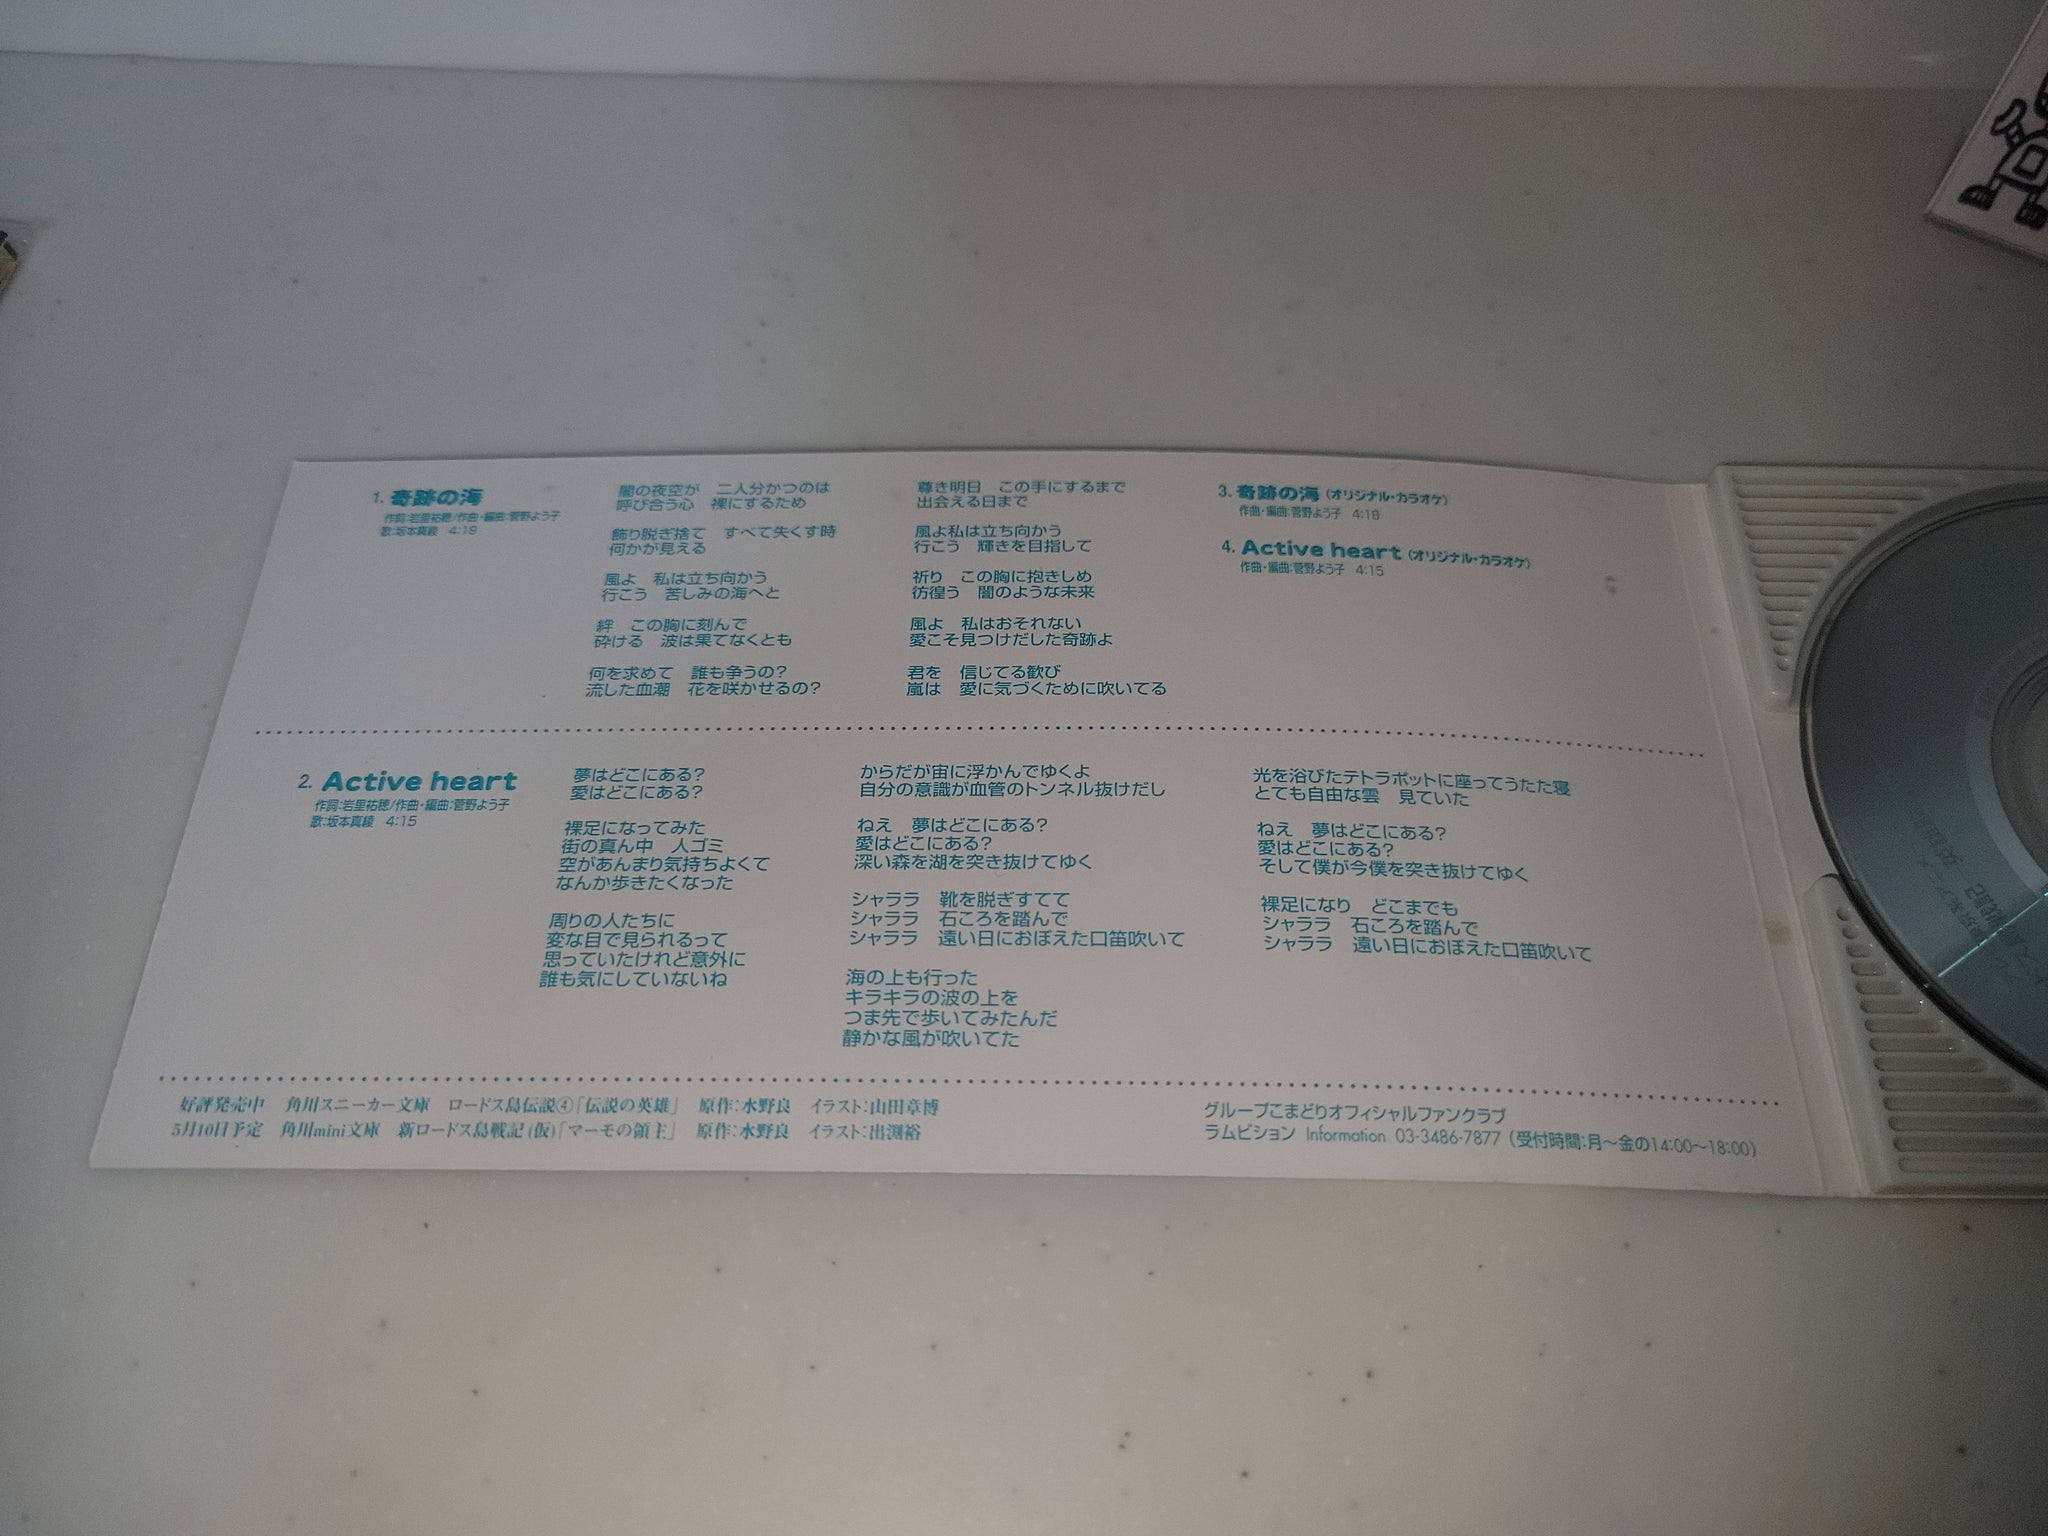 1. 奇跡の海
作詞:岩里祐穂/作曲・編曲:菅野よう子
歌:坂本真綾 4:19
闇の夜空が 二人分かつのは
呼び合う心 裸にするため
飾り脱ぎ捨て すべて失くす時
何かが見える
風よ 私は立ち向かう
行こう 苦しみの海へと
絆 この胸に刻んで
砕ける 波は果てなくとも
何を求めて 誰も争うの?
流した血潮 花を咲かせるの?
尊き明日 この手にするまで
出会える日まで
風よ私は立ち向かう
行こう 輝きを目指して
祈り この胸に抱きしめ
彷徨う 闇のような未来
風よ 私はおそれない
愛こそ見つけだした奇跡よ
君を 信じてる歓び
嵐は 愛に気づくために吹いてる
3. 奇跡の海(オリジナル・カラオケ)
作曲・編曲:菅野よう子 4:18
4. Active heart(オリジナル・カラオケ)
作曲・編曲:菅野よう子 4:15
2. Active heart
作詞:岩里祐穂/作曲・編曲:菅野よう子
歌:坂本真綾 4:15
夢はどこにある?
愛はどこにある?
裸足になってみた
街の真ん中 人ゴミ
空があんまり気持ちよくて
なんか歩きたくなった
周りの人たちに
変な目で見られるって
思っていたけれど意外に
誰も気にしていないね
からだが宙に浮かんでゆくよ
自分の意識が血管のトンネル抜けだし
ねえ 夢はどこにある?
愛はどこにある?
深い森を湖を突き抜けてゆく
シャララ 靴を脱ぎすてて
シャララ 石ころを踏んで
シャララ 遠い日におぼえた口笛吹いて
海の上も行った
キラキラの波の上を
つま先で歩いてみたんだ
静かな風が吹いてた
光を浴びたテトラポットに座ってうたた寝
とても自由な雲 見ていた
ねえ 夢はどこにある?
愛はどこにある?
そして僕が今僕を突き抜けてゆく
裸足になり どこまでも
シャララ 石ころを踏んで
シャララ 遠い日におぼえた口笛吹いて
好評発売中 角川スニーカー文庫 ロードス島伝説④「伝説の英雄」 原作:水野良 イラスト:山田章博
5月10日予定 角川mini文庫 新ロードス島戦記(仮)「マーモの領主」 原作:水野良 イラスト:出渕裕
グループこまどりオフィシャルファンクラブ
ラムビジョン Information 03-3486-7877(受付時間:月〜金の14:00〜18:00)